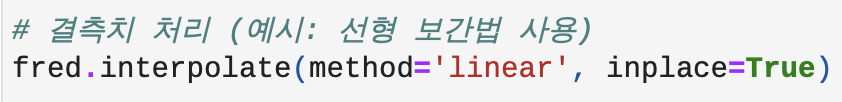 # 결측치 처리 (예시: 선형 보간법 사용)
fred.interpolate(method='linear', inplace=True)